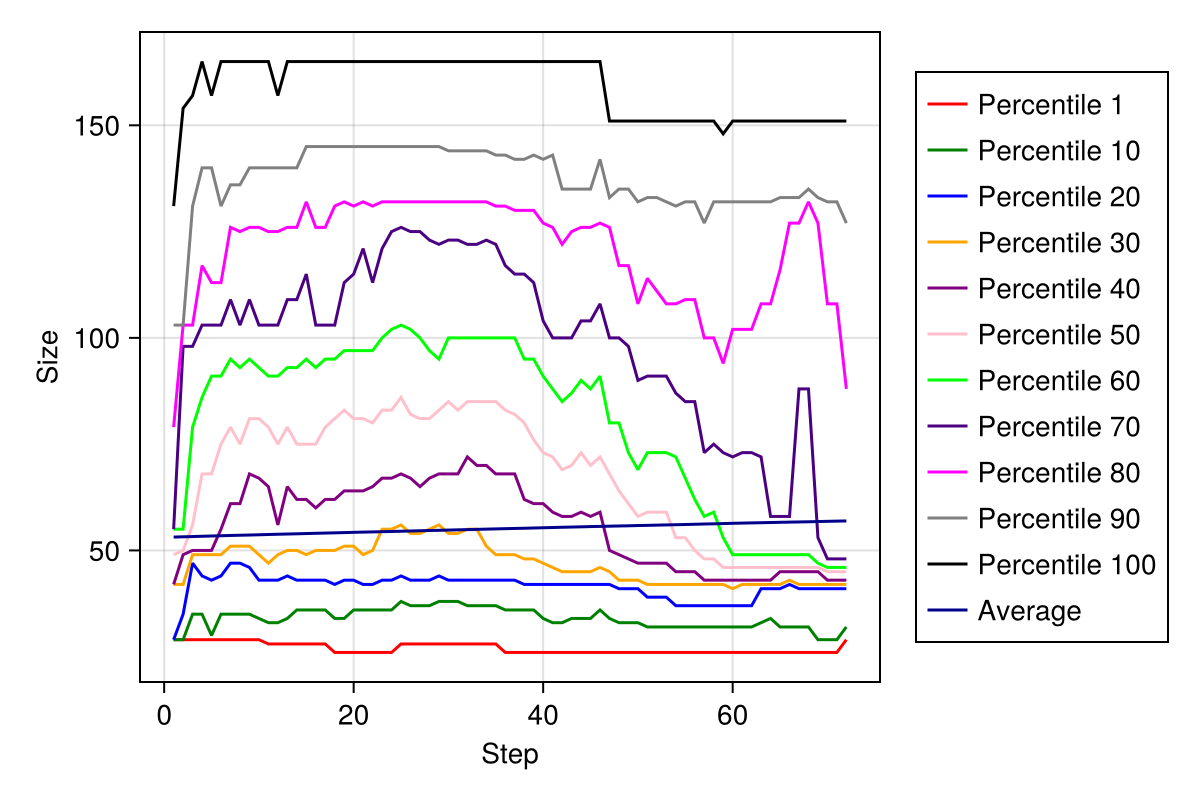 150
100
50
Size
0
20
40
60
Step
Percentile 1
Percentile 10
Percentile 20
Percentile 30
Percentile 40
Percentile 50
Percentile 60
Percentile 70
Percentile 80
Percentile 90
Percentile 100
Average